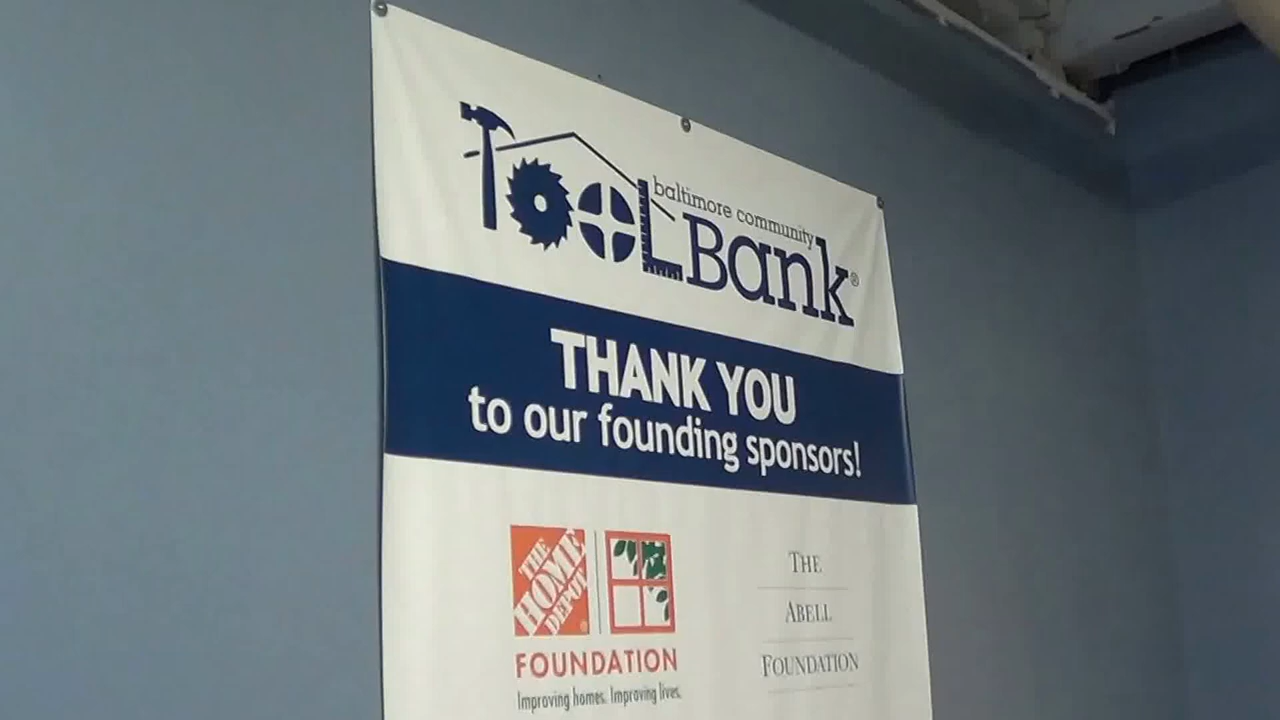 baltimore community
TOOLBank®
THANK YOU
to our founding sponsors!
THE
HOME
DEPOT
FOUNDATION
Improving homes. Improving lives.
THE
ABELL
FOUNDATION